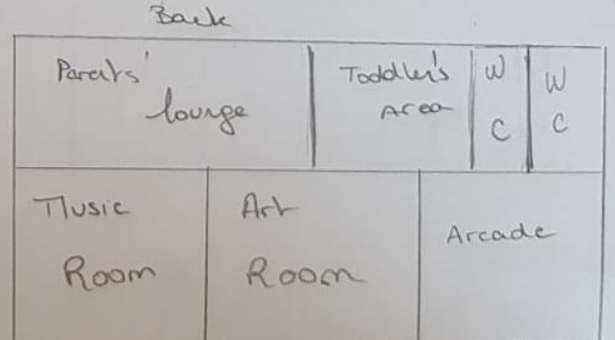 Back
Parents'
lounge
Toddler's
Area
W
C
W
C
Music
Room
Art
Room
Arcade